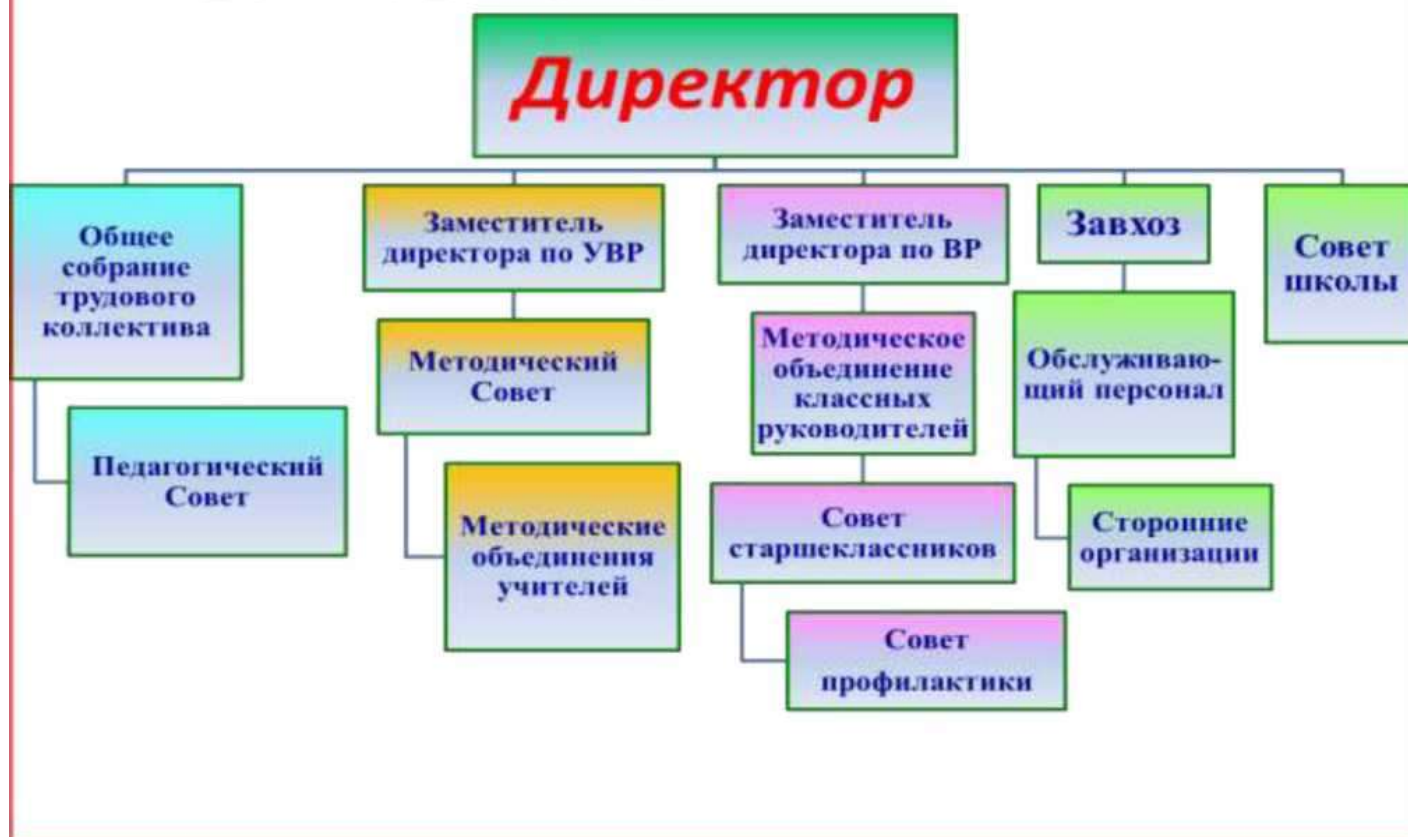 Директор
Общее
собрание
трудового
коллектива
Педагогический
Совет
Заместитель
директора по УВР
Методический
Совет
Методические
объединения
учителей
Заместитель
директора по ВР
Методическое
объединение
классных
руководителей
Совет
старшеклассников
Совет
профилактики
Завхоз
Обслуживаю-
щий персонал
Сторонние
организации
Совет
школы